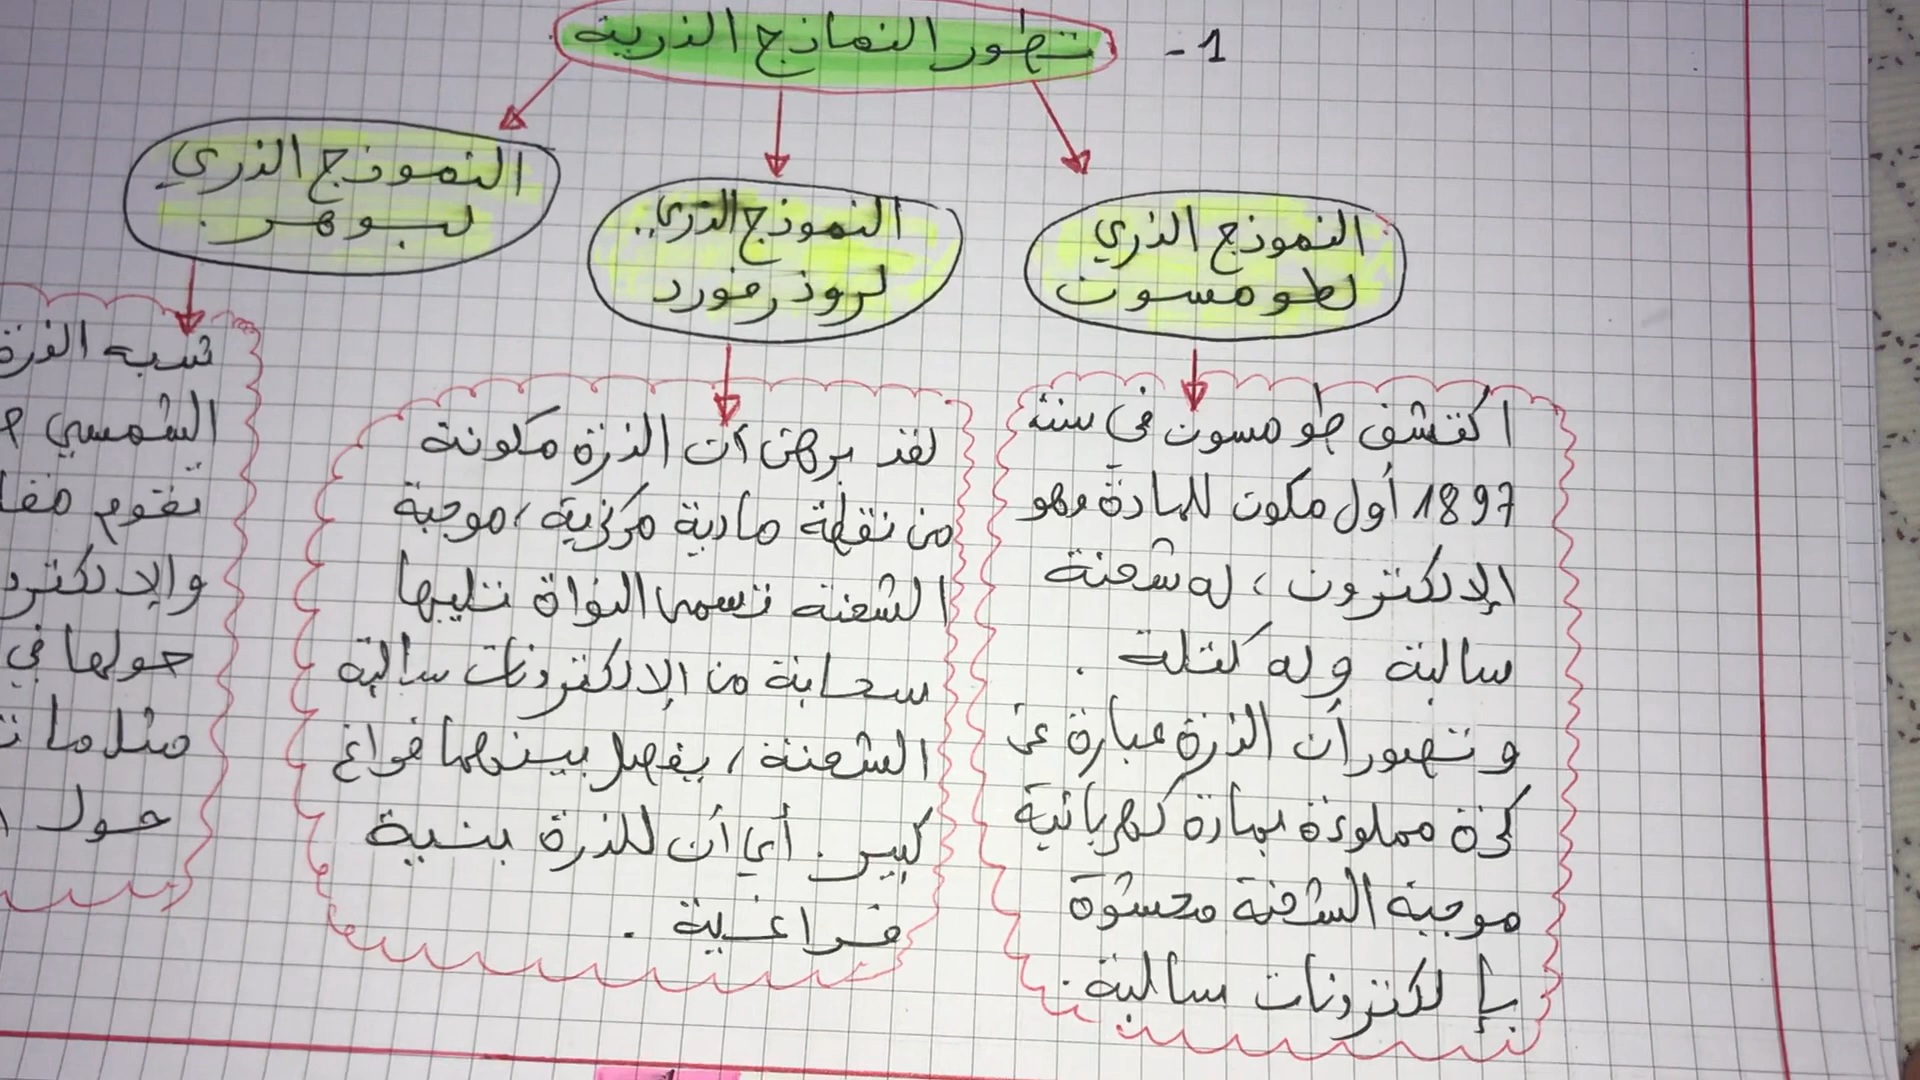 1- تطور النماذج الذرية
النموذج الذري
لطومسون
اكتشف طومسون في سنة
1897 أول مكون للمادة وهو
الإلكترون، له شحنة
سالبة وله كتلة.
وتصور أن الذرة عبارة عن
كرة مملوءة بمادة كهربائية
موجبة الشحنة محشوة
بإلكترونات سالبة.
النموذج الذري
لروذرفورد
لقد برهن أن الذرة مكونة
من نقطة مادية مركزية، موجبة
الشحنة تسمى النواة تليها
سحابة من الإلكترونات سالبة
الشحنة، يفصل بينهما فراغ
كبير. أي أن للذرة بنية
فراغية.
النموذج الذري
لبوهر.
شبه الذرة
الشمسي
تقوم مقا
والإلكترو
حولها في
مثلما
حول